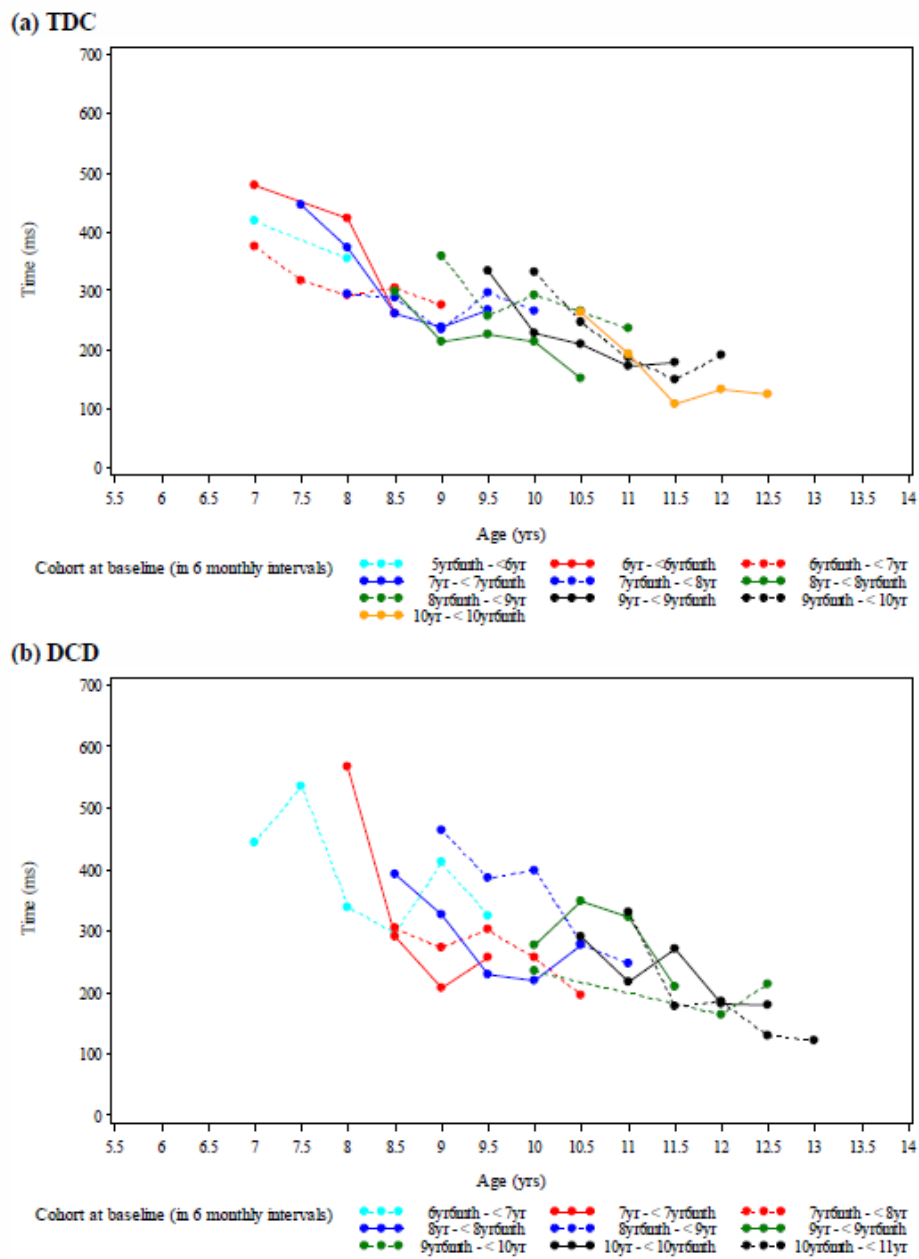 (a) TDC
700
600
500
400
300
200
100
0
Time (ms)
5.5 6 6.5 7 7.5 8 8.5 9 9.5 10 10.5 11 11.5 12 12.5 13 13.5 14
Age (yrs)
Cohort at baseline (in 6 monthly intervals) 5yr6mth - <6yr 6yr - <6yr6mth 6yr6mth - < 7yr
7yr - < 7yr6mth 7yr6mth - < 8yr 8yr - < 8yr6mth
8yr6mth - < 9yr 9yr - < 9yr6mth 9yr6mth - < 10yr
10yr - < 10yr6mth
(b) DCD
700
600
500
400
300
200
100
0
Time (ms)
5.5 6 6.5 7 7.5 8 8.5 9 9.5 10 10.5 11 11.5 12 12.5 13 13.5 14
Age (yrs)
Cohort at baseline (in 6 monthly intervals) 6yr6mth - < 7yr 7yr - < 7yr6mth 7yr6mth - < 8yr
8yr - < 8yr6mth 8yr6mth - < 9yr 9yr - < 9yr6mth
9yr6mth - < 10yr 10yr - < 10yr6mth 10yr6mth - < 11yr